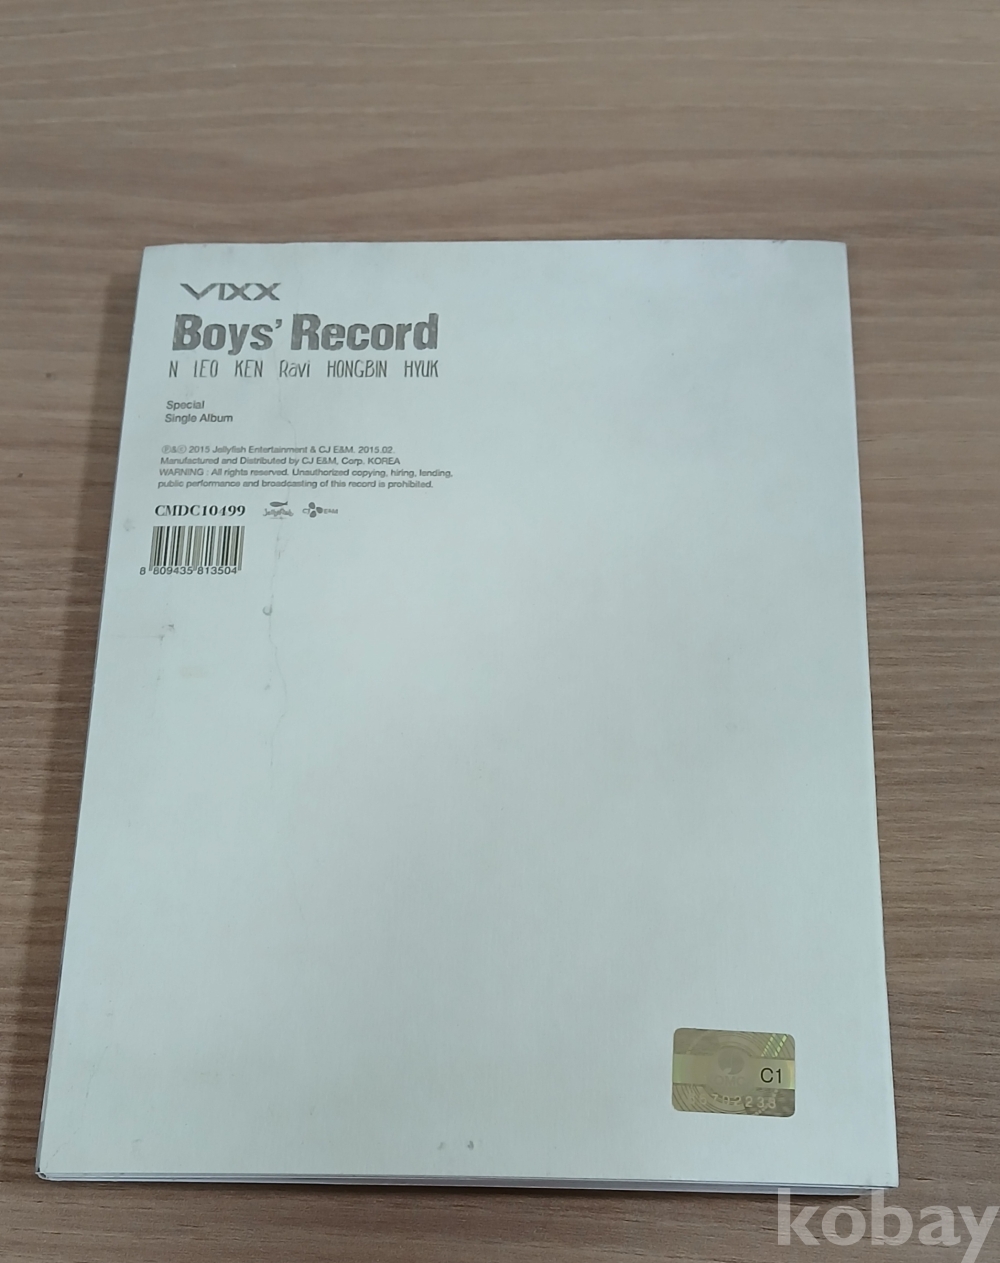 VIXX
Boys' Record
N LEO KEN Ravi HONGBIN HYUK
Special
Single Album
℗&© 2015 Jellyfish Entertainment & CJ E&M. 2015.02.
Manufactured and Distributed by CJ E&M, Corp. KOREA
WARNING : All rights reserved. Unauthorized copying, hiring, lending,
public performance and broadcasting of this record is prohibited.
CMDC10499 Jellyfish CJ E&M
8 809435 813504
C1
kobay